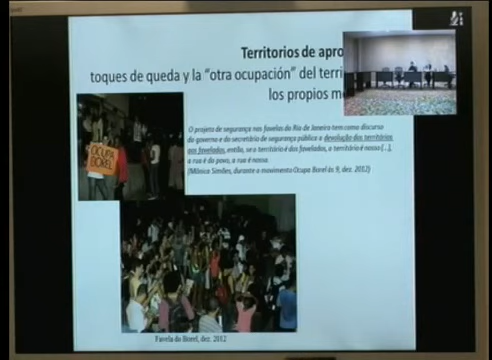 Territorios de apro
toques de queda y la "otra ocupación" del terri
los propios m
OCUPA
BOREL
O projeto de segurança nas favelas do Rio de Janeiro tem como discurso
do governo e do secretário de segurança pública a devolução dos territórios
aos favelados, então, se o território é dos favelados, o território é nosso (...),
a rua é do povo, a rua é nossa.
(Mônica Simões, durante o movimento Ocupa Borel às 9, dez. 2012)
Favela do Borel, dez. 2012